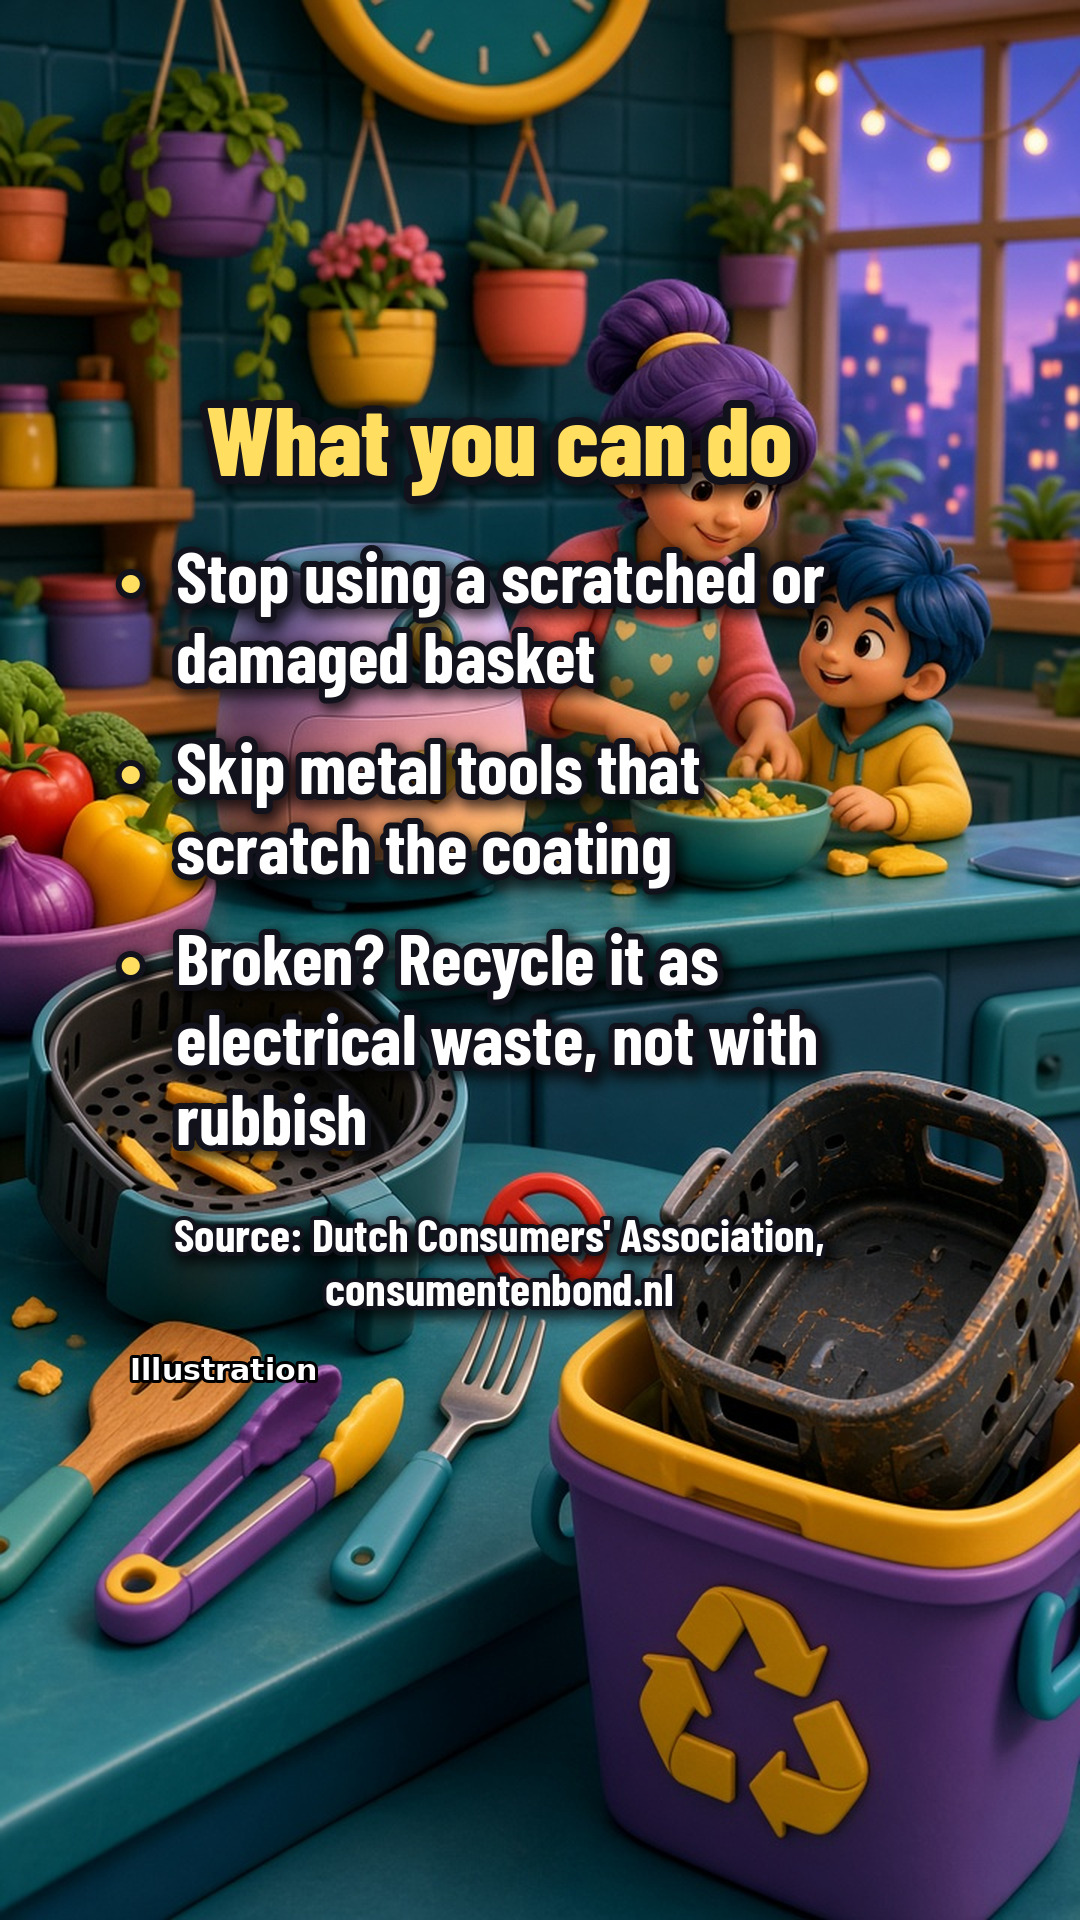 What you can do
• Stop using a scratched or
damaged basket
• Skip metal tools that
scratch the coating
• Broken? Recycle it as
electrical waste, not with
rubbish
Source: Dutch Consumers' Association,
consumentenbond.nl
Illustration